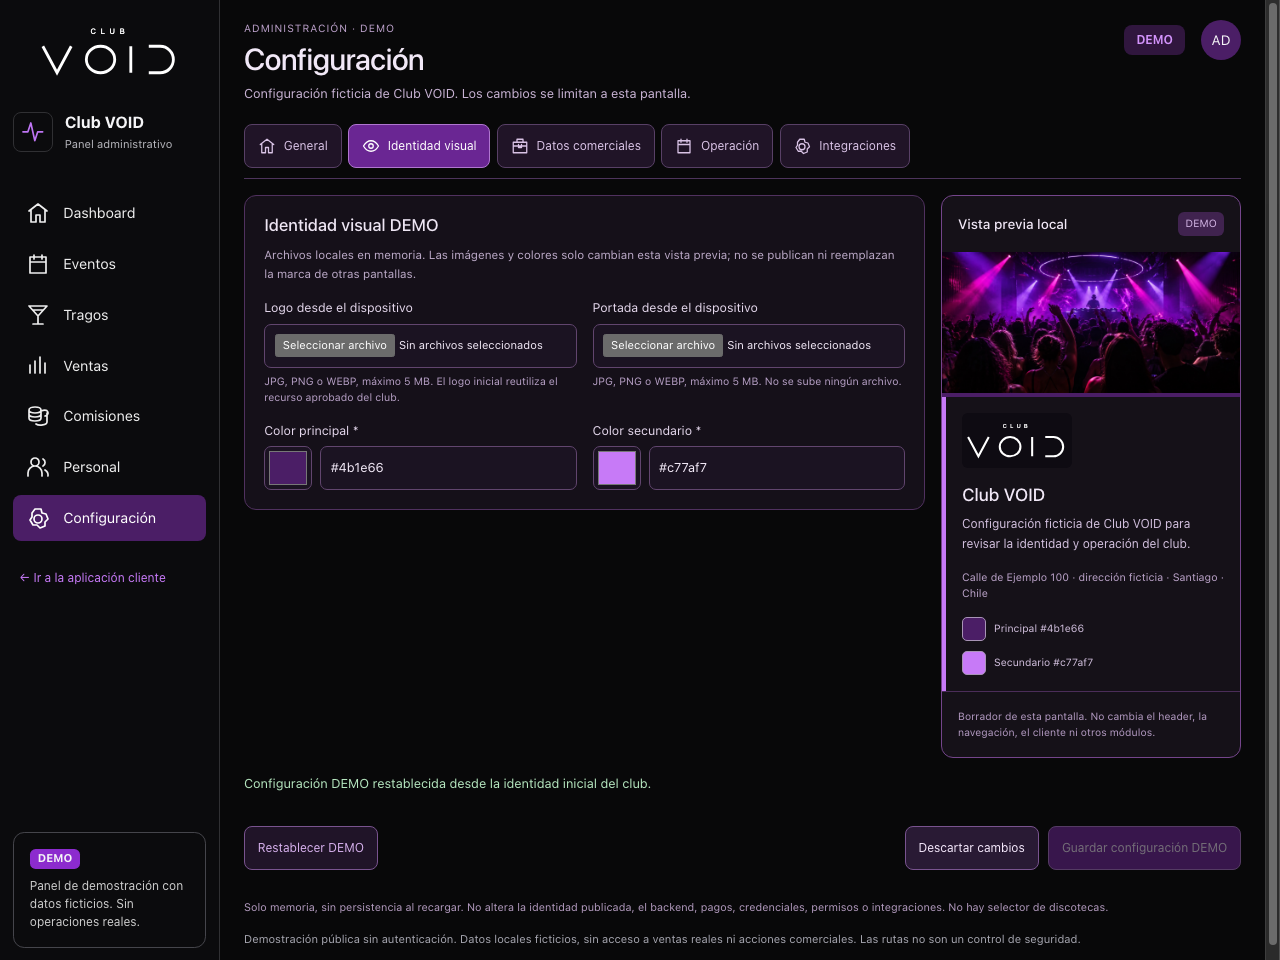 CLUB
VOID
Club VOID
Panel administrativo
Dashboard
Eventos
Tragos
Ventas
Comisiones
Personal
Configuración
← Ir a la aplicación cliente
DEMO
Panel de demostración con
datos ficticios. Sin
operaciones reales.
ADMINISTRACIÓN · DEMO
Configuración
Configuración ficticia de Club VOID. Los cambios se limitan a esta pantalla.
DEMO
AD
General
Identidad visual
Datos comerciales
Operación
Integraciones
Identidad visual DEMO
Archivos locales en memoria. Las imágenes y colores solo cambian esta vista previa; no se publican ni reemplazan
la marca de otras pantallas.
Logo desde el dispositivo
Seleccionar archivo Sin archivos seleccionados
JPG, PNG o WEBP, máximo 5 MB. El logo inicial reutiliza el
recurso aprobado del club.
Portada desde el dispositivo
Seleccionar archivo Sin archivos seleccionados
JPG, PNG o WEBP, máximo 5 MB. No se sube ningún archivo.
Color principal *
#4b1e66
Color secundario *
#c77af7
Vista previa local
DEMO
CLUB
VOID
Club VOID
Configuración ficticia de Club VOID para
revisar la identidad y operación del club.
Calle de Ejemplo 100 · dirección ficticia · Santiago ·
Chile
Principal #4b1e66
Secundario #c77af7
Borrador de esta pantalla. No cambia el header, la
navegación, el cliente ni otros módulos.
Configuración DEMO restablecida desde la identidad inicial del club.
Restablecer DEMO
Descartar cambios
Guardar configuración DEMO
Solo memoria, sin persistencia al recargar. No altera la identidad publicada, el backend, pagos, credenciales, permisos o integraciones. No hay selector de discotecas.
Demostración pública sin autenticación. Datos locales ficticios, sin acceso a ventas reales ni acciones comerciales. Las rutas no son un control de seguridad.